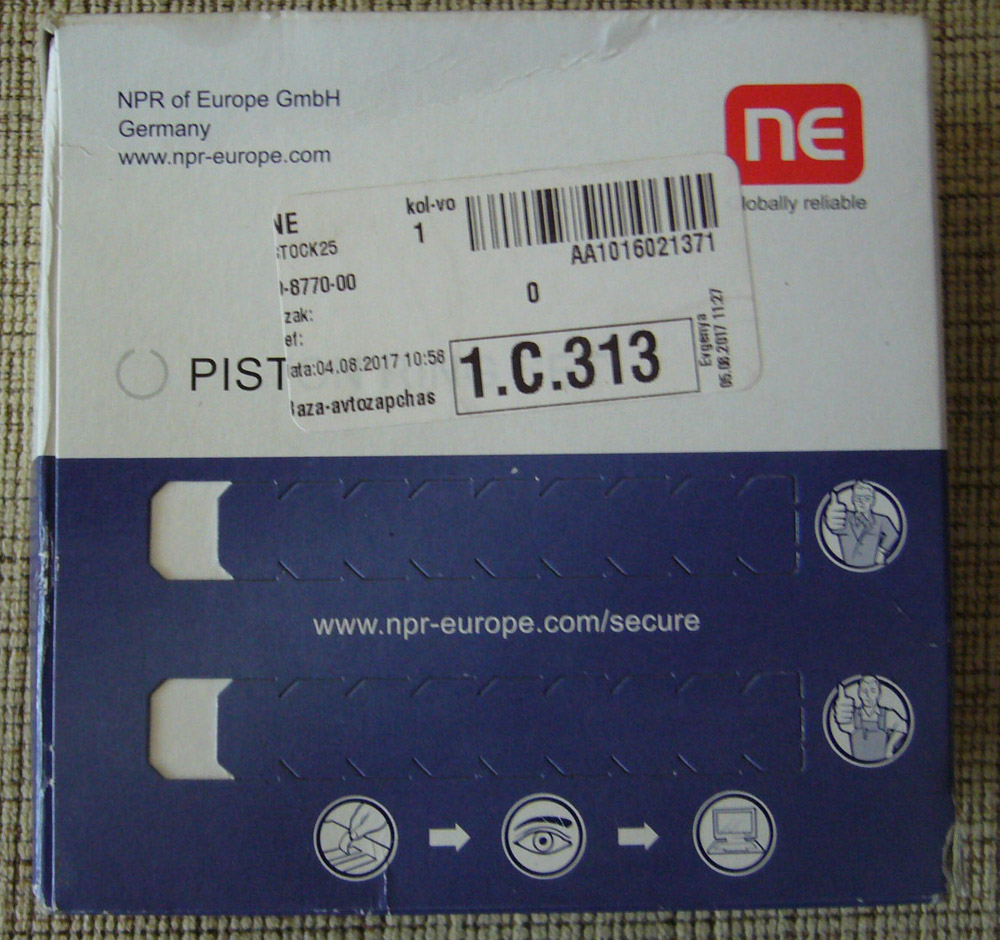 NPR of Europe GmbH
Germany
www.npr-europe.com
ne
lobally reliable
NE
kol-vo
1
TOCK25
AA1016021371
-8770-00
0
zak:
ata:04.08.2017 10:56
1.C.313
Evgenya
05.08.2017 11:27
aza-avtozapchas
PIST
www.npr-europe.com/secure